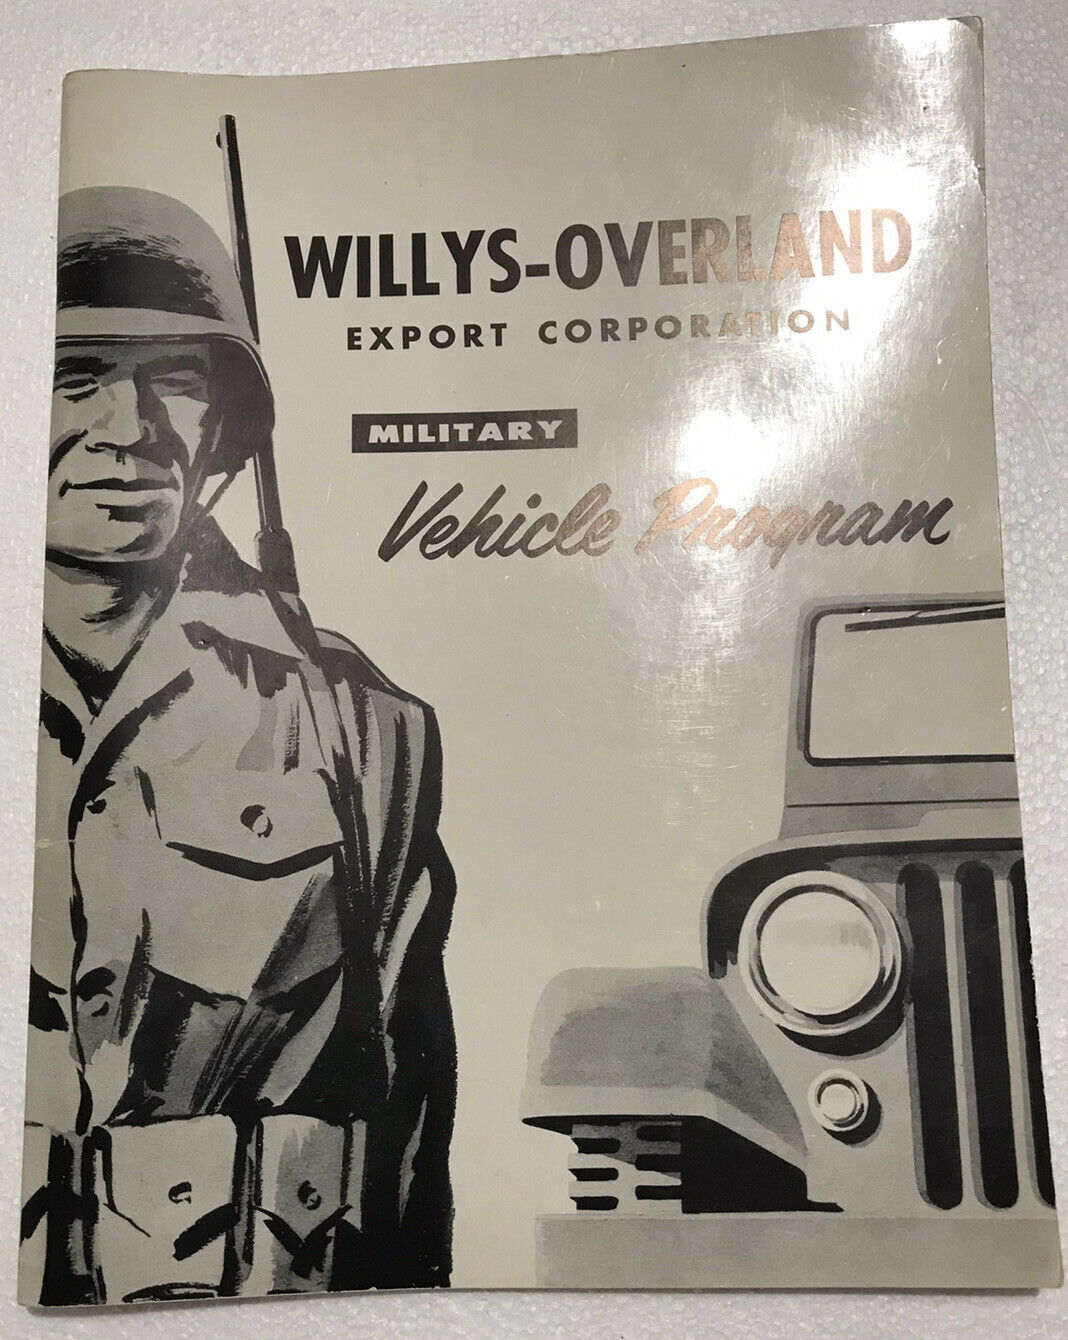 WILLYS-OVERLAND
EXPORT CORPORATION
MILITARY
Vehicle Program